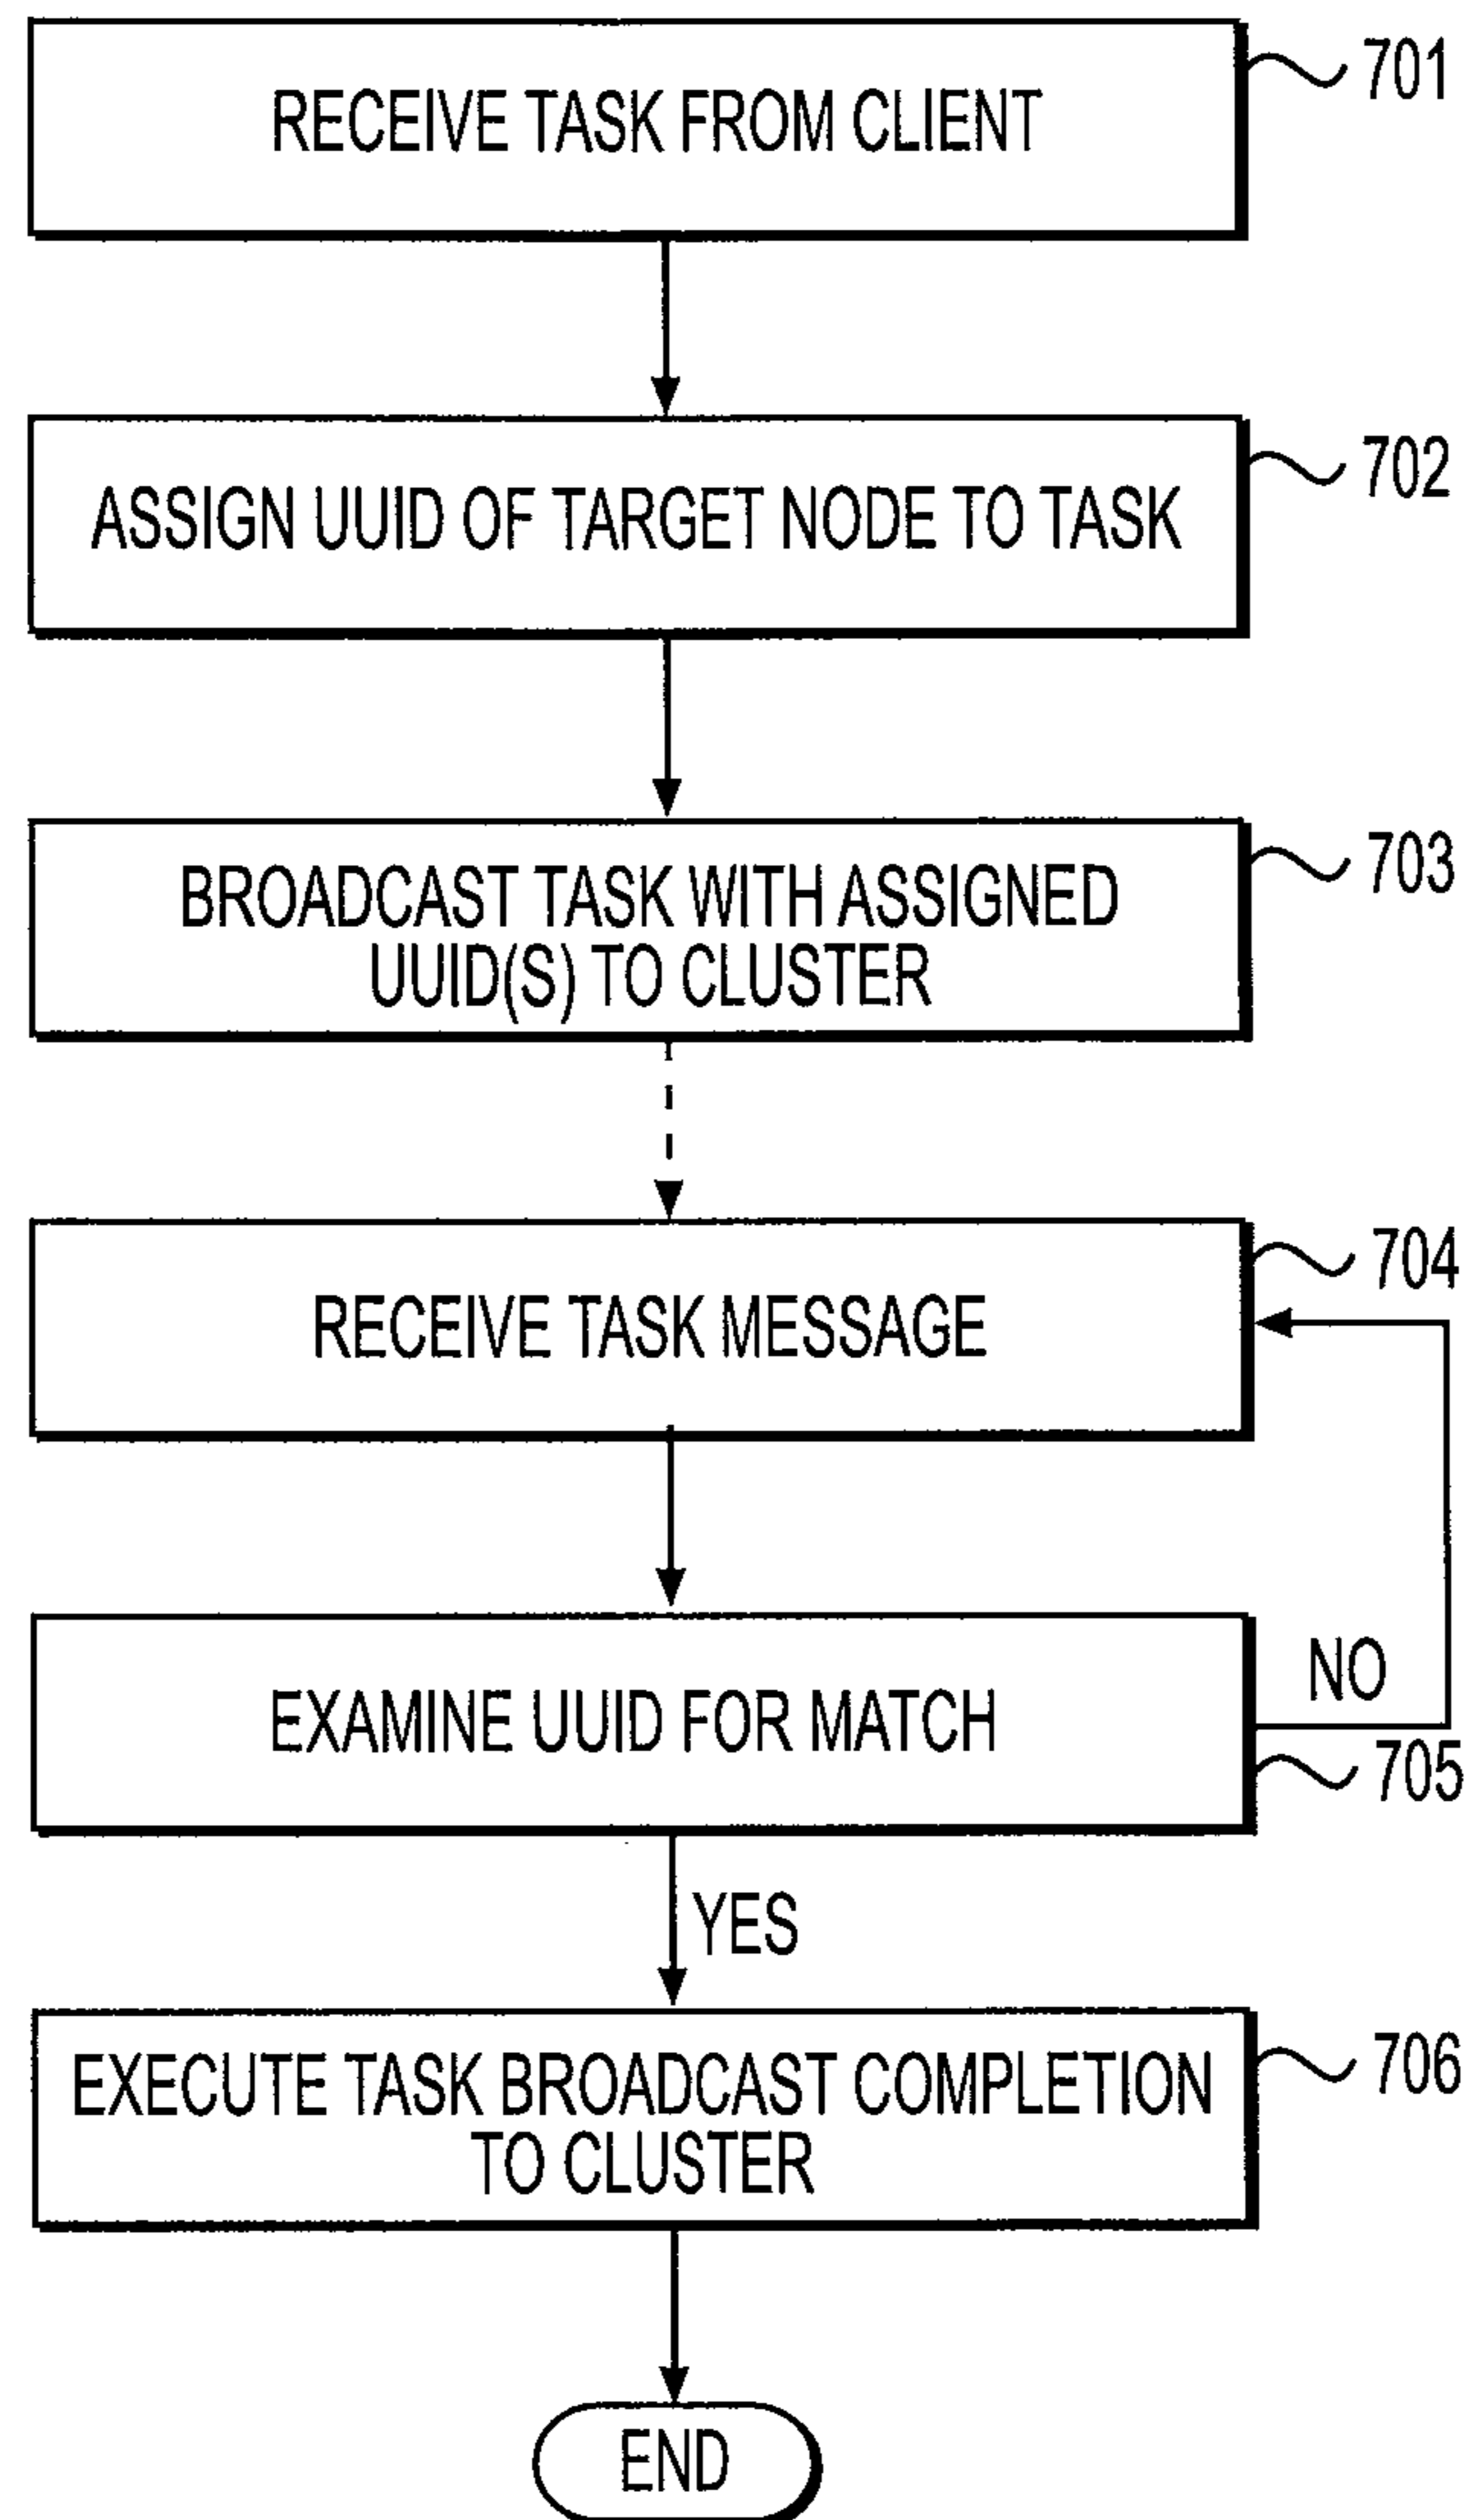 RECEIVE TASK FROM CLIENT
701
ASSIGN UUID OF TARGET NODE TO TASK
702
BROADCAST TASK WITH ASSIGNED
UUID(S) TO CLUSTER
703
RECEIVE TASK MESSAGE
704
EXAMINE UUID FOR MATCH
NO
705
YES
EXECUTE TASK BROADCAST COMPLETION
TO CLUSTER
706
END